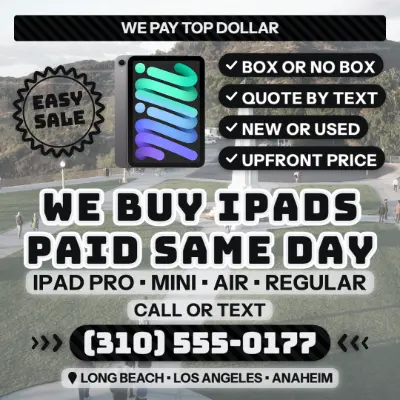 WE PAY TOP DOLLAR
EASY
SALE
✓ BOX OR NO BOX
✓ QUOTE BY TEXT
✓ NEW OR USED
✓ UPFRONT PRICE
WE BUY IPADS
PAID SAME DAY
IPAD PRO • MINI • AIR • REGULAR
CALL OR TEXT
(310) 555-0177
LONG BEACH • LOS ANGELES • ANAHEIM